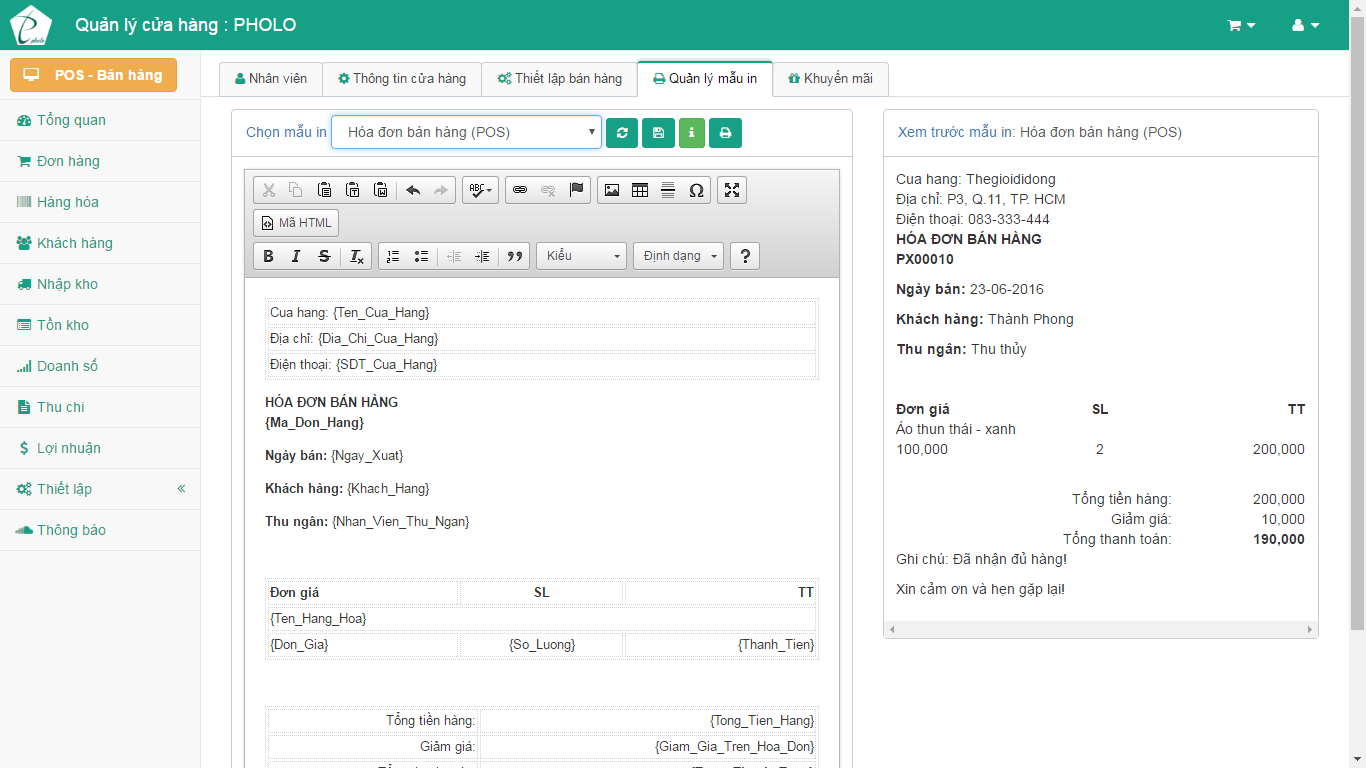 pholo
Quản lý cửa hàng : PHOLO
POS - Bán hàng
Tổng quan
Đơn hàng
Hàng hóa
Khách hàng
Nhập kho
Tồn kho
Doanh số
Thu chi
Lợi nhuận
Thiết lập
Thông báo
Nhân viên
Thông tin cửa hàng
Thiết lập bán hàng
Quản lý mẫu in
Khuyến mãi
Chọn mẫu in Hóa đơn bán hàng (POS)
Mã HTML
Kiểu
Định dạng
Cua hang: {Ten_Cua_Hang}
Địa chỉ: {Dia_Chi_Cua_Hang}
Điện thoại: {SDT_Cua_Hang}
HÓA ĐƠN BÁN HÀNG
{Ma_Don_Hang}
Ngày bán: {Ngay_Xuat}
Khách hàng: {Khach_Hang}
Thu ngân: {Nhan_Vien_Thu_Ngan}
Đơn giá SL TT
{Ten_Hang_Hoa}
{Don_Gia} {So_Luong} {Thanh_Tien}
Tổng tiền hàng: {Tong_Tien_Hang}
Giảm giá: {Giam_Gia_Tren_Hoa_Don}
Xem trước mẫu in: Hóa đơn bán hàng (POS)
Cua hang: Thegioididong
Địa chỉ: P3, Q.11, TP. HCM
Điện thoại: 083-333-444
HÓA ĐƠN BÁN HÀNG
PX00010
Ngày bán: 23-06-2016
Khách hàng: Thành Phong
Thu ngân: Thu thủy
Đơn giá SL TT
Áo thun thái - xanh
100,000 2 200,000
Tổng tiền hàng: 200,000
Giảm giá: 10,000
Tổng thanh toán: 190,000
Ghi chú: Đã nhận đủ hàng!
Xin cảm ơn và hẹn gặp lại!